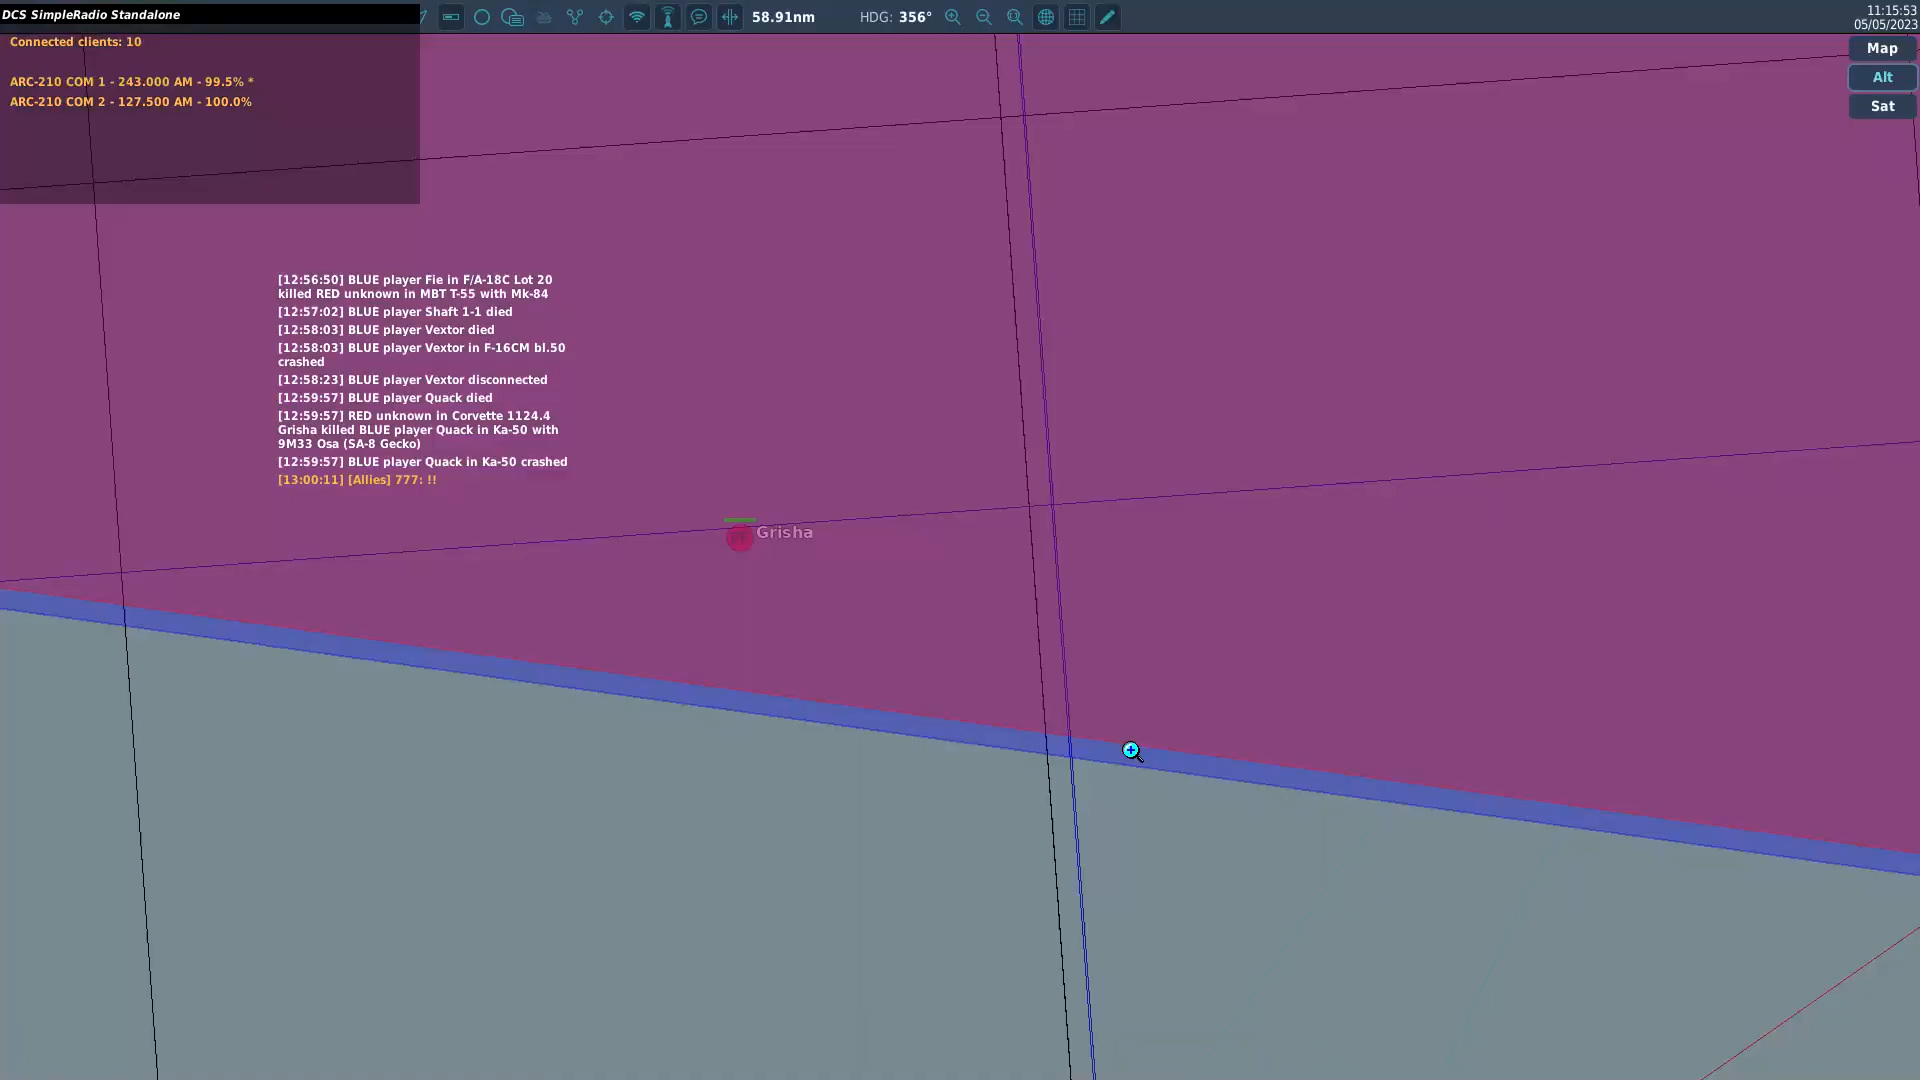 DCS SimpleRadio Standalone
Connected clients: 10
ARC-210 COM 1 - 243.000 AM - 99.5% *
ARC-210 COM 2 - 127.500 AM - 100.0%
58.91nm
HDG: 356°
11:15:53
05/05/2023
Map
Alt
Sat
[12:56:50] BLUE player Fie in F/A-18C Lot 20
killed RED unknown in MBT T-55 with Mk-84
[12:57:02] BLUE player Shaft 1-1 died
[12:58:03] BLUE player Vextor died
[12:58:03] BLUE player Vextor in F-16CM bl.50
crashed
[12:58:23] BLUE player Vextor disconnected
[12:59:57] BLUE player Quack died
[12:59:57] RED unknown in Corvette 1124.4
Grisha killed BLUE player Quack in Ka-50 with
9M33 Osa (SA-8 Gecko)
[12:59:57] BLUE player Quack in Ka-50 crashed
[13:00:11] [Allies] 777: !!
Grisha